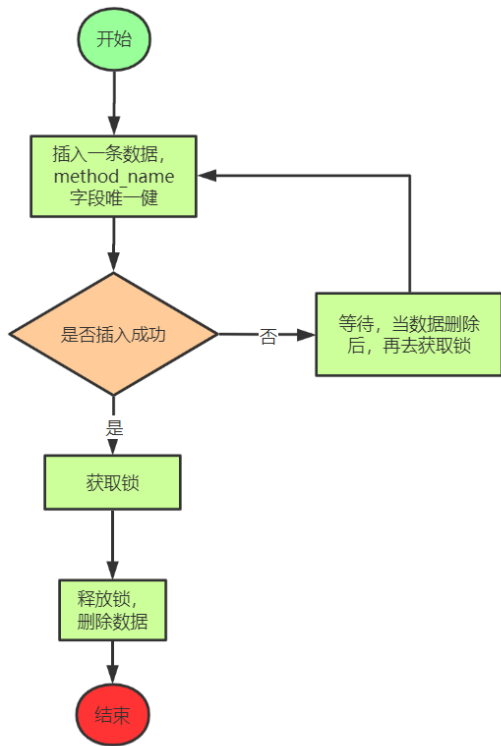 开始
插入一条数据，
method_name
字段唯一健
是否插入成功
否
等待，当数据删除
后，再去获取锁
是
获取锁
释放锁，
删除数据
结束